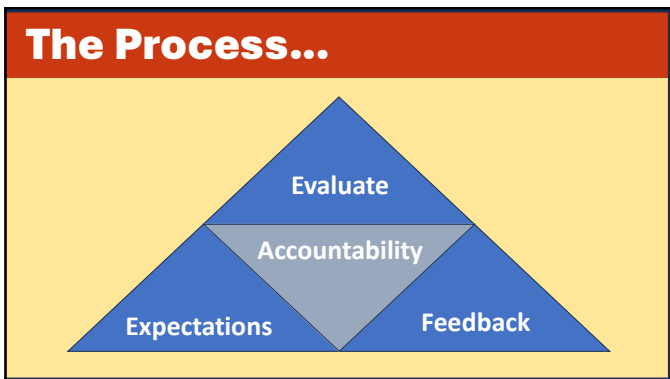 The Process...
Evaluate
Accountability
Expectations
Feedback